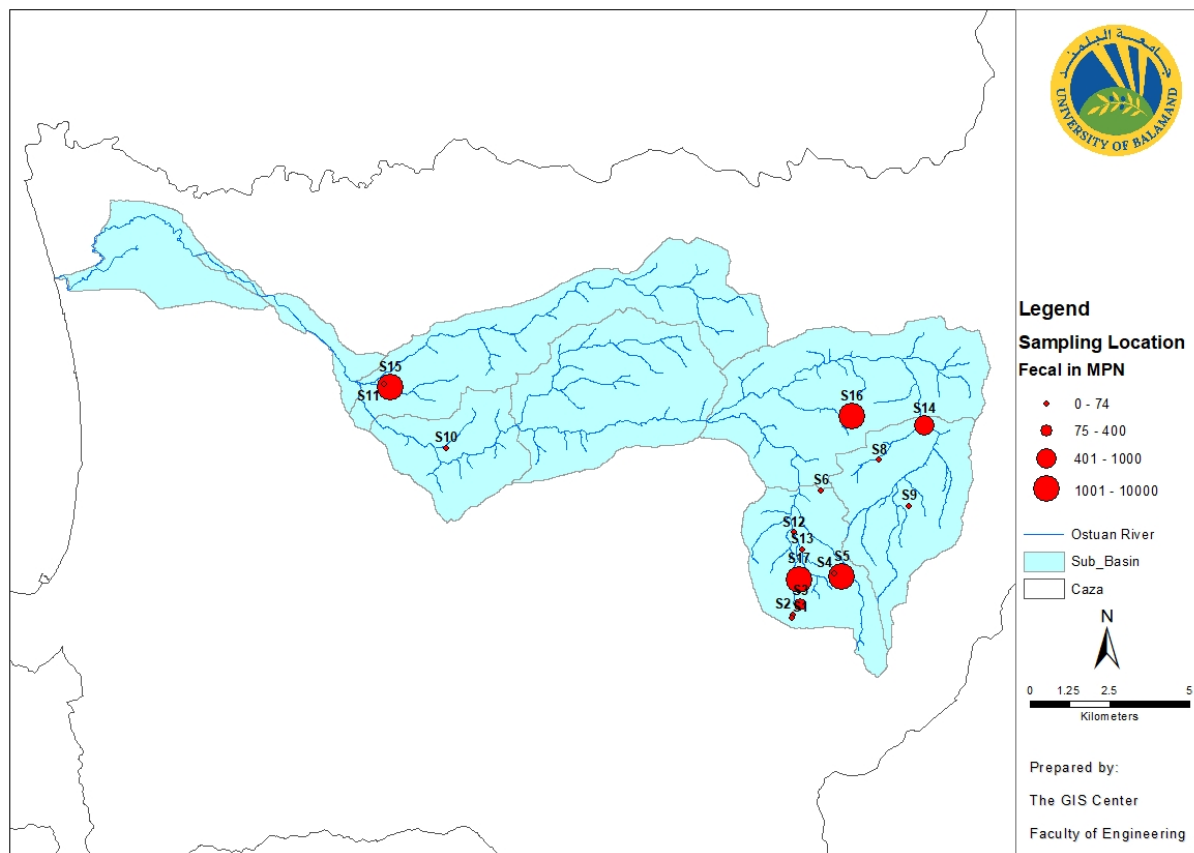 جامعة البلمند
UNIVERSITY OF BALAMAND
S15
S11
S10
S16
S14
S8
S6
S9
S12
S13
S17
S4
S5
S3
S2
S1
Legend
Sampling Location
Fecal in MPN
0 - 74
75 - 400
401 - 1000
1001 - 10000
Ostuan River
Sub_Basin
Caza
N
0 1.25 2.5 5
Kilometers
Prepared by:
The GIS Center
Faculty of Engineering